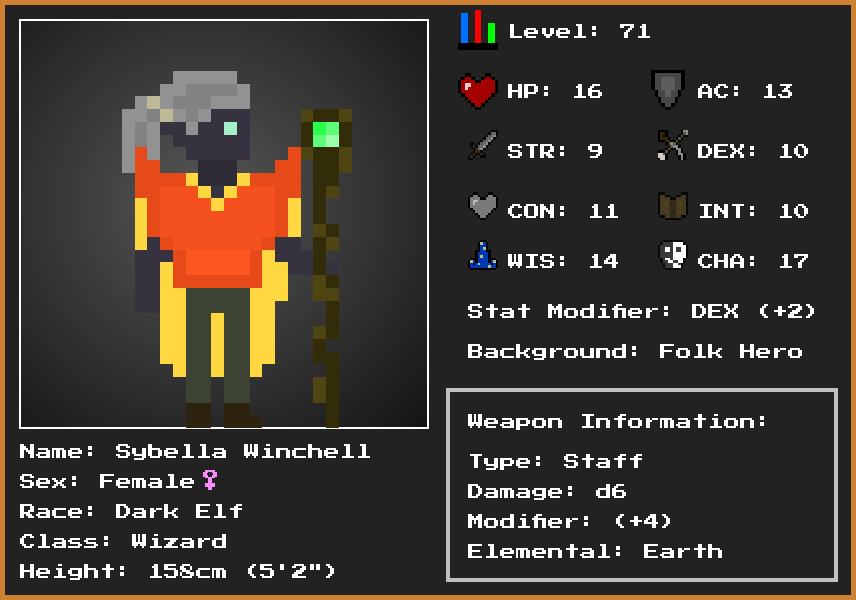 Level: 71
HP: 16 AC: 13
STR: 9 DEX: 10
CON: 11 INT: 10
WIS: 14 CHA: 17
Stat Modifier: DEX (+2)
Background: Folk Hero
Weapon Information:
Type: Staff
Damage: d6
Modifier: (+4)
Elemental: Earth
Name: Sybella Winchell
Sex: Female♀
Race: Dark Elf
Class: Wizard
Height: 158cm (5'2")